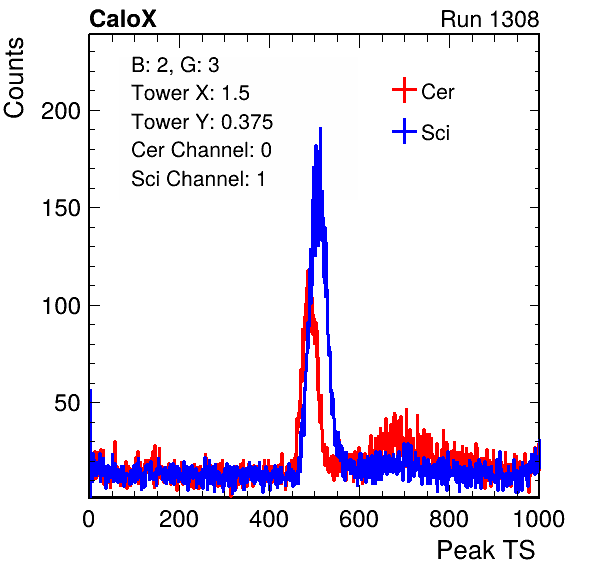 CaloX Run 1308
Counts
B: 2, G: 3
Tower X: 1.5
Tower Y: 0.375
Cer Channel: 0
Sci Channel: 1
Cer
Sci
200
150
100
50
0 200 400 600 800 1000
Peak TS